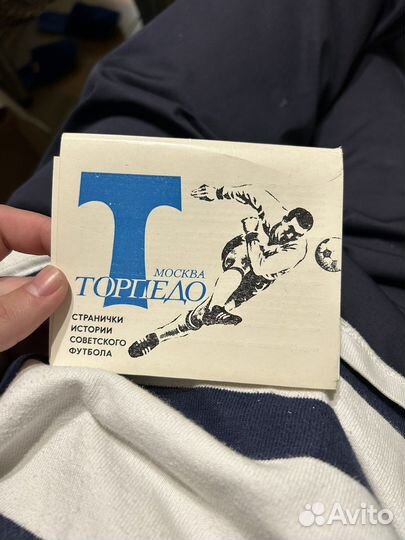 Т
МОСКВА
ТОРПЕДО
СТРАНИЧКИ
ИСТОРИИ
СОВЕТСКОГО
ФУТБОЛА
Avito